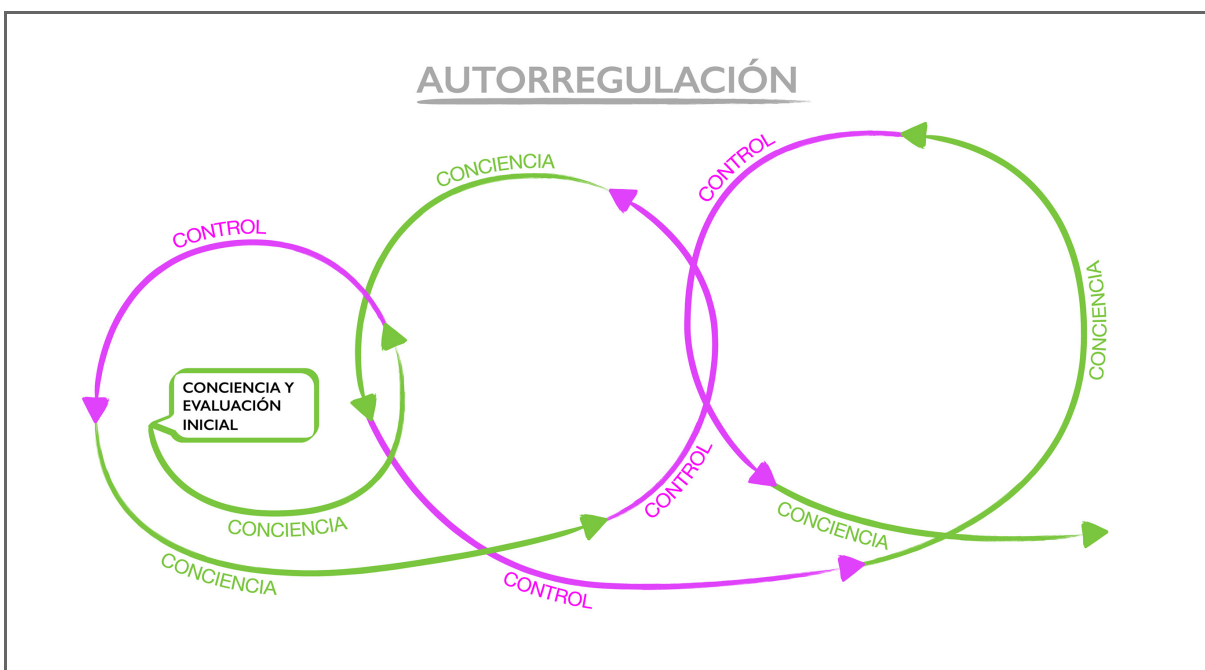 AUTORREGULACIÓN
CONCIENCIA
CONTROL
CONTROL
CONCIENCIA
CONCIENCIA Y
EVALUACIÓN
INICIAL
CONTROL
CONCIENCIA
CONCIENCIA
CONCIENCIA
CONTROL